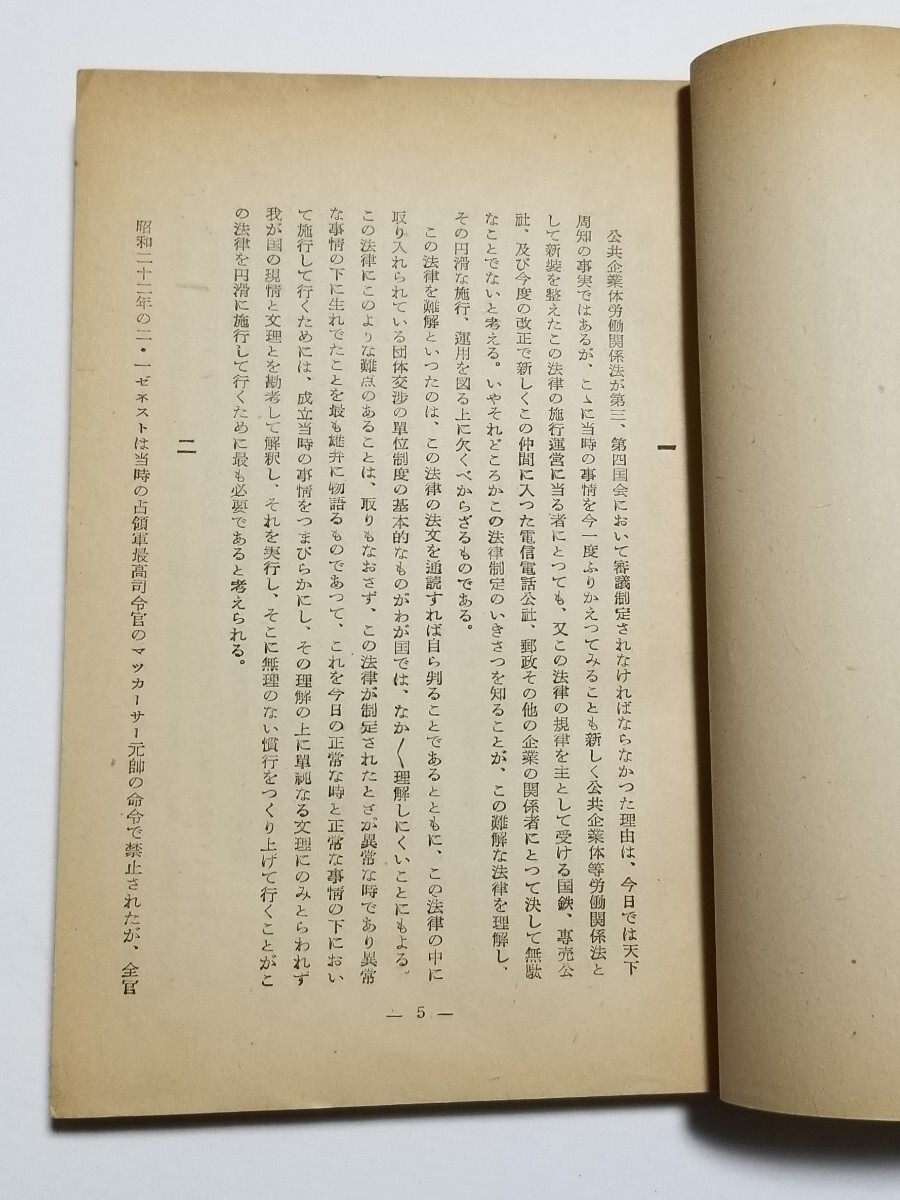 一
公共企業体労働関係法が第三、第四国会において審議制定されなければならなかつた理由は、今日では天下
周知の事実ではあるが、こゝに当時の事情を今一度ふりかえってみることも新しく公共企業体等労働関係法と
して新装を整えたこの法律の施行運営に当る者にとつても、又この法律の規律を主として受ける国鉄、専売公
社、及び今度の改正で新しくこの仲間に入つた電信電話公社、郵政その他の企業の関係者にとつて決して無駄
なことでないと考える。いやそれどころかこの法律制定のいきさつを知ることが、この難解な法律を理解し、
その円滑な施行、運用を図る上に欠くべからざるものである。
この法律を難解といつたのは、この法律の法文を通読すれば自ら判ることであるとともに、この法律の中に
取り入れられている団体交渉の単位制度の基本的なものがわが国では、なか〱理解しにくいことにもよる。
この法律にこのような難点のあることは、取りもなおさず、この法律が制定されたときが異常な時であり異常
な事情の下に生れでたことを最も雄弁に物語るものであつて、これを今日の正常な時と正常な事情の下におい
て施行して行くためには、成立当時の事情をつまびらかにし、その理解の上に単純なる文理にのみとらわれず
我が国の現情と文理とを勘考して解釈し、それを実行し、そこに無理のない慣行をつくり上げて行くことがこ
の法律を円滑に施行して行くために最も必要であると考えられる。
二
昭和二十二年の二・一ゼネストは当時の占領軍最高司令官のマツカーサー元帥の命令で禁止されたが、全官
— 5 —